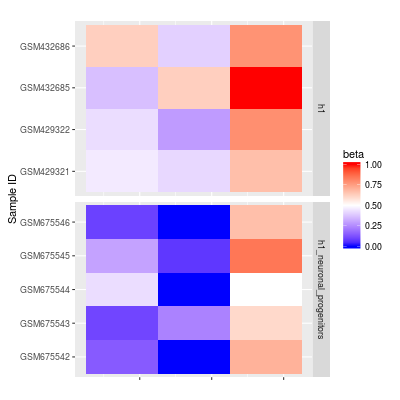 GSM432686
GSM432685
GSM429322
GSM429321
h1
GSM675546
GSM675545
GSM675544
GSM675543
GSM675542
h1_neuronal_progenitors
Sample ID
beta
1.00
0.75
0.50
0.25
0.00